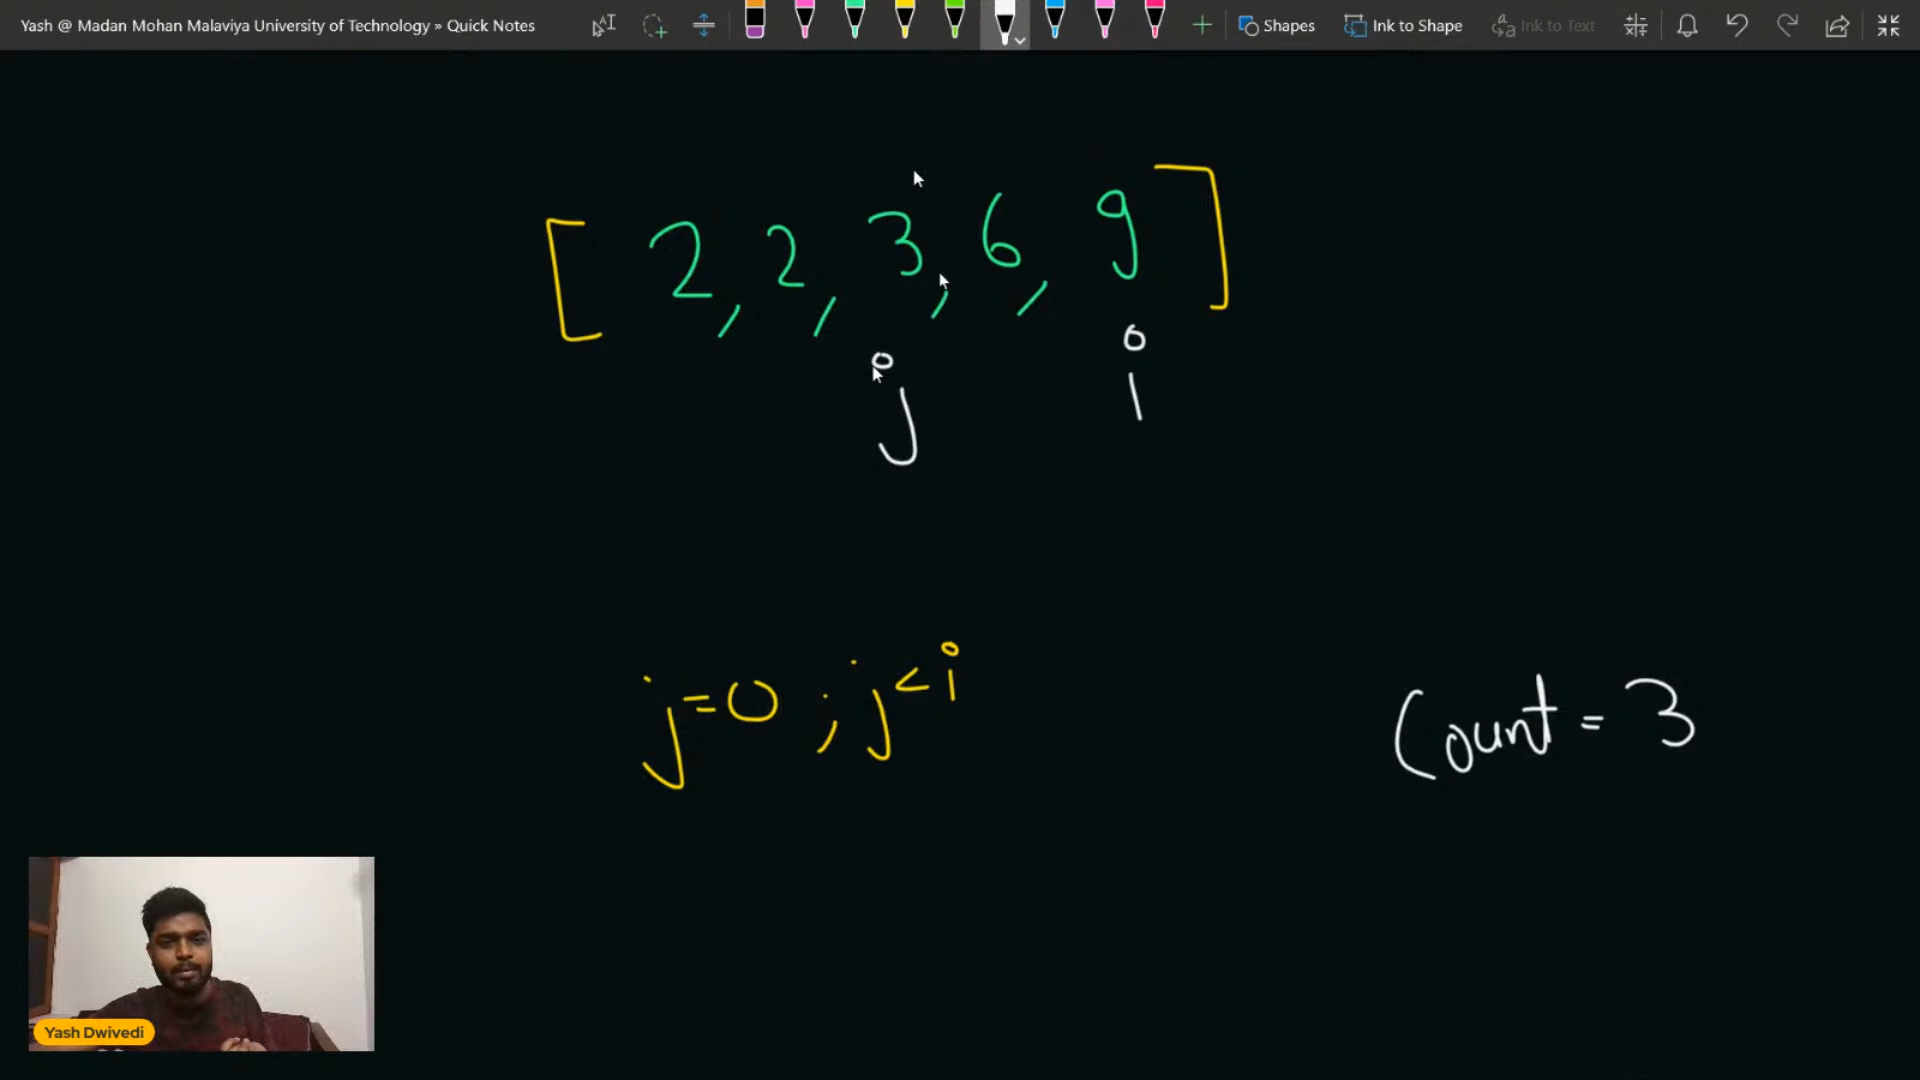 Yash @ Madan Mohan Malaviya University of Technology » Quick Notes
Shapes
Ink to Shape
Ink to Text
[ 2, 2, 3, 6, 9 ]
j i
j=0 ; j<i
Count = 3
Yash Dwivedi